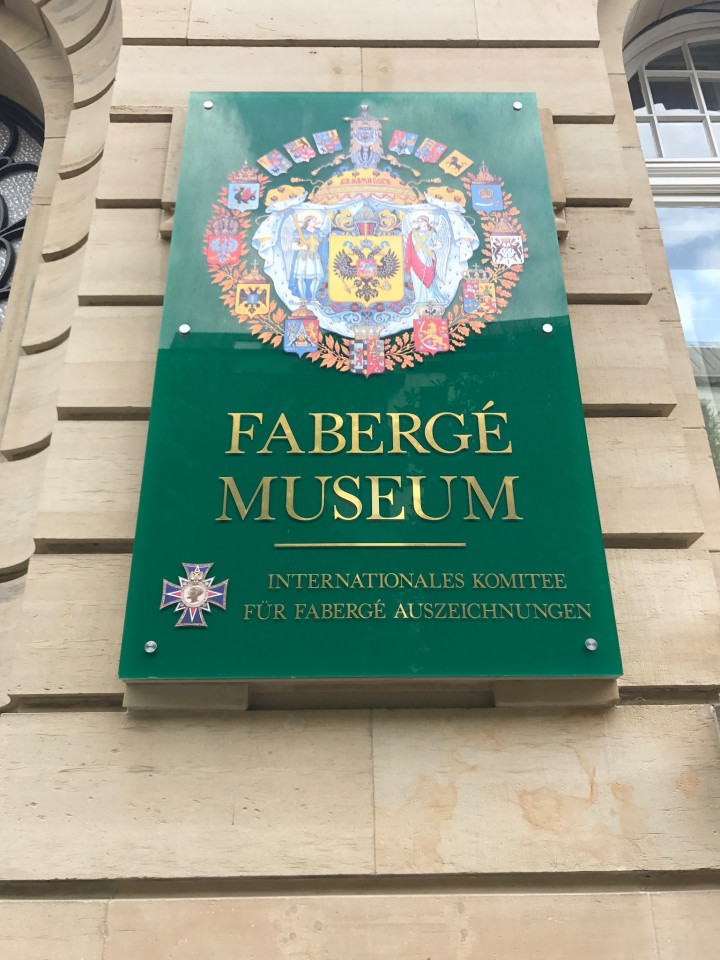 FABERGÉ
MUSEUM
INTERNATIONALES KOMITEE
FÜR FABERGÉ AUSZEICHNUNGEN